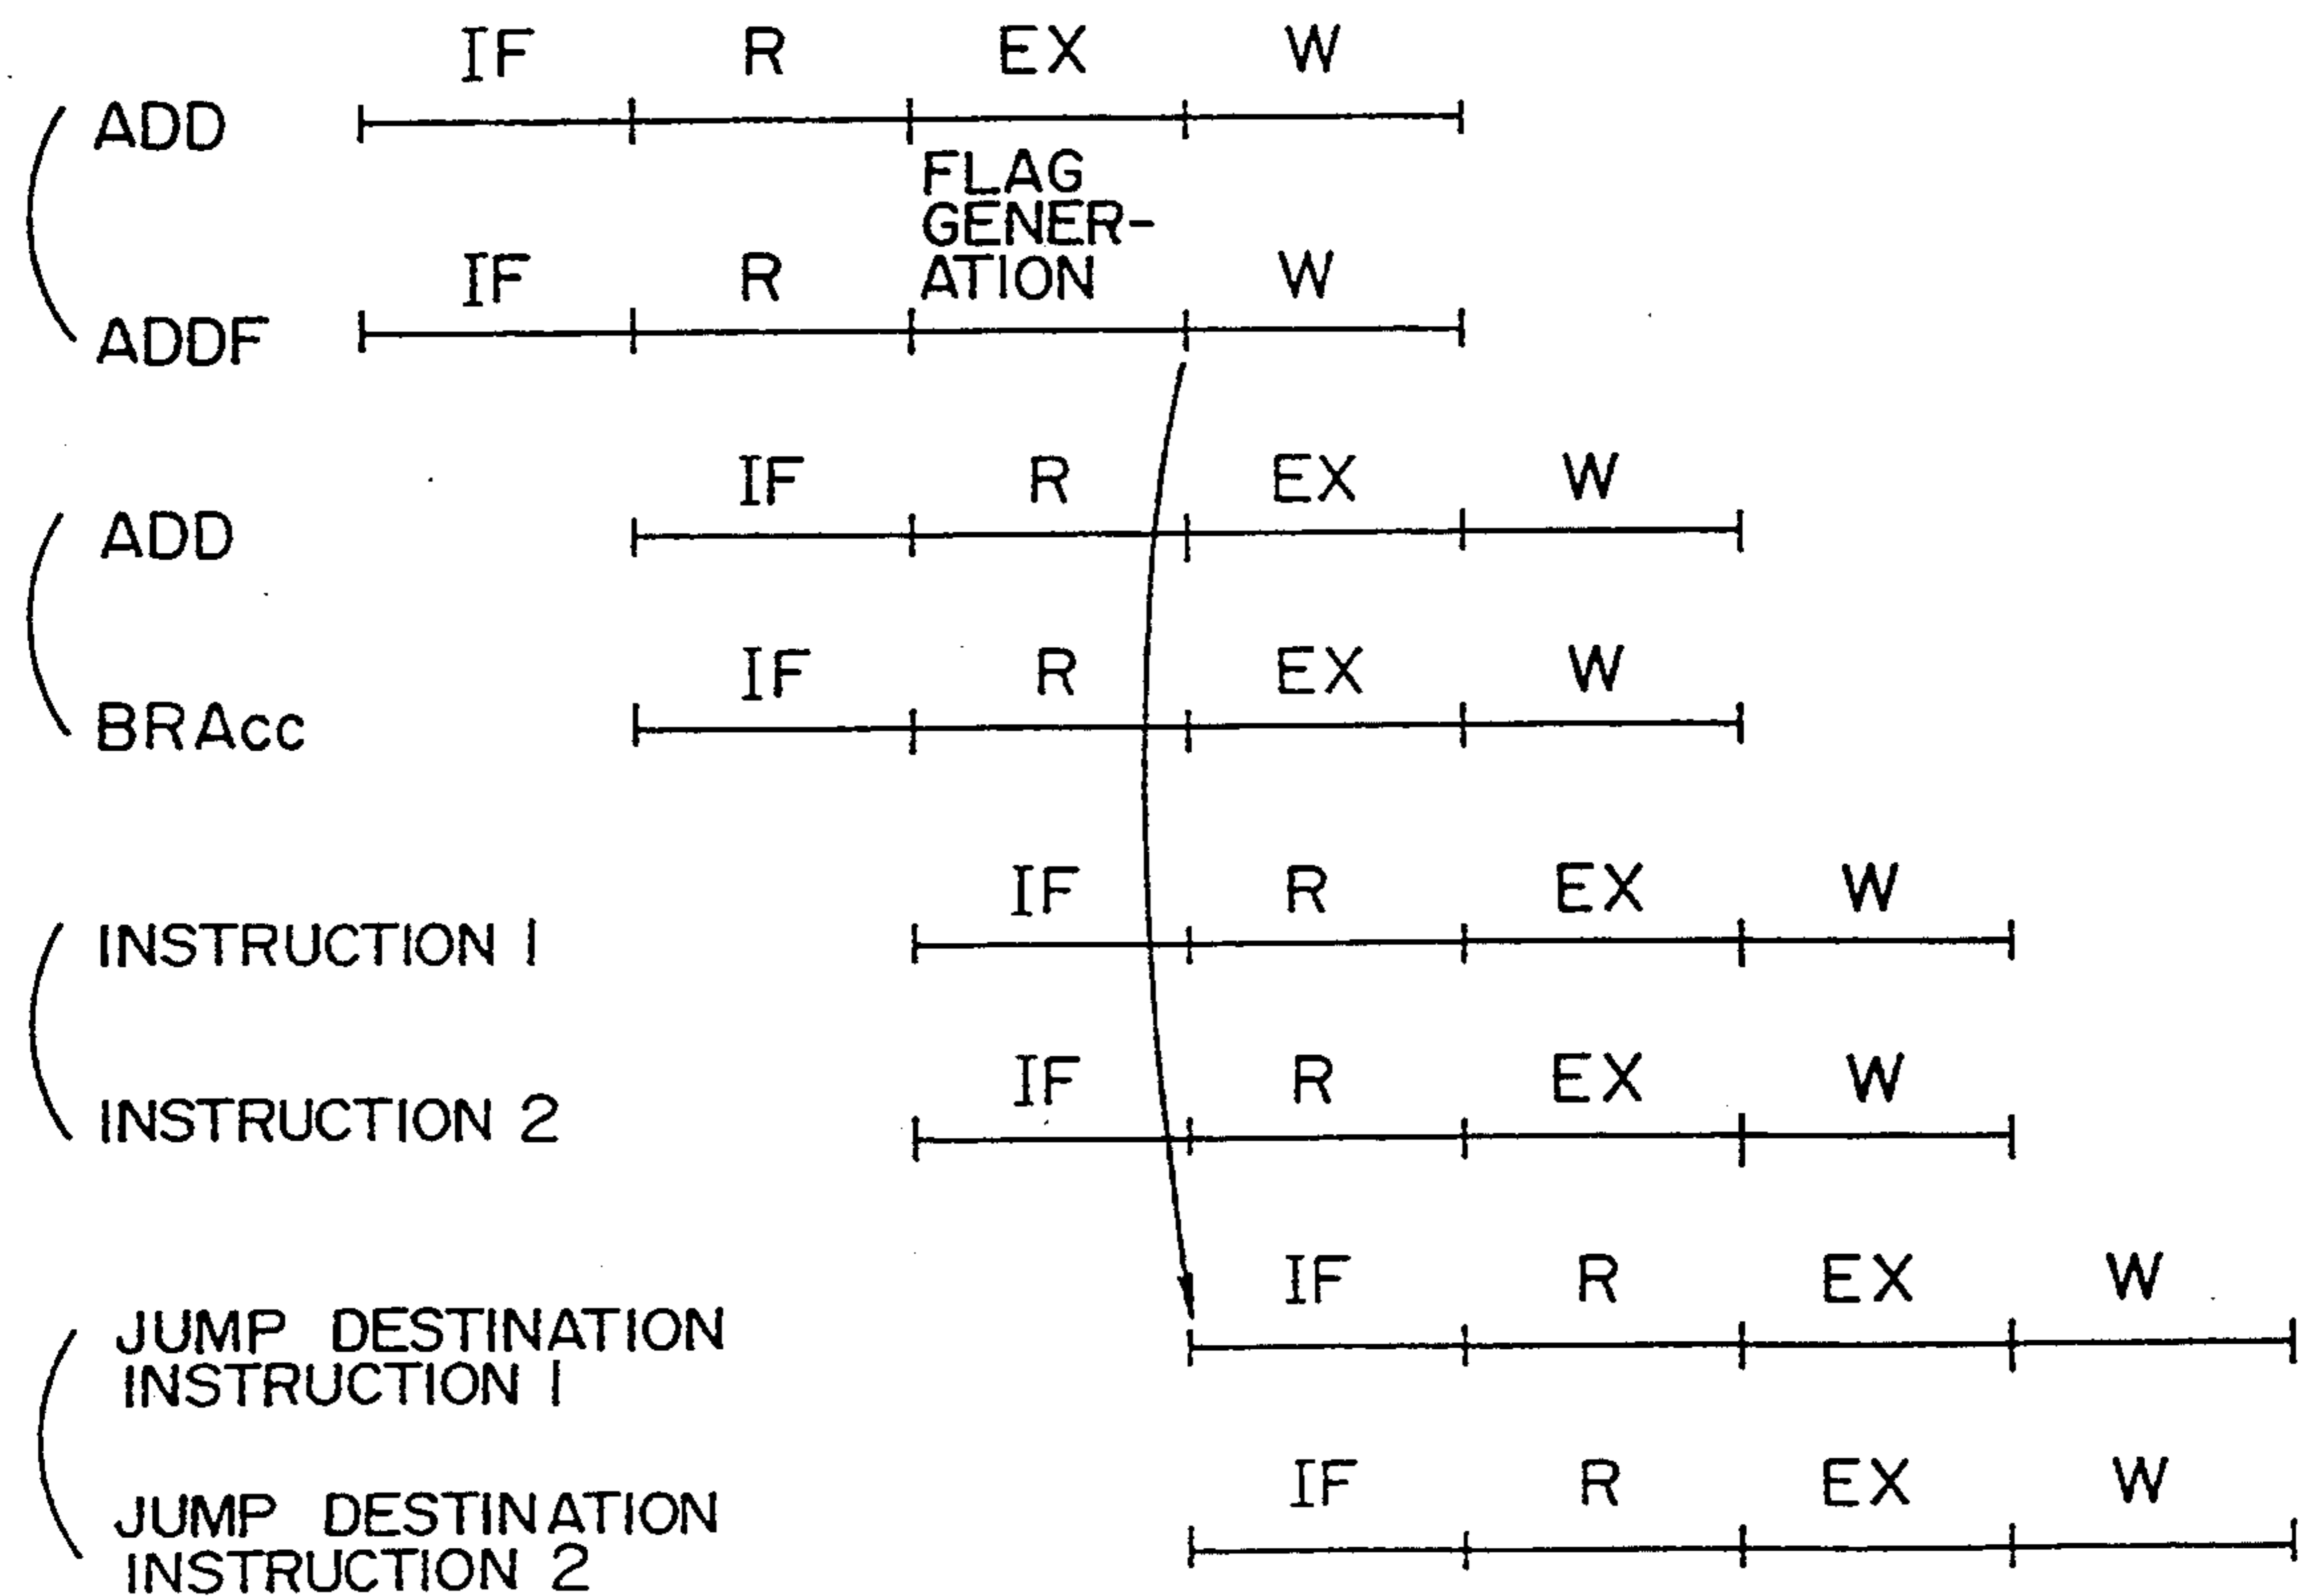 IF R EX W
ADD
FLAG
GENER-
IF R ATION W
ADDF
IF R EX W
ADD
IF R EX W
BRAcc
IF R EX W
INSTRUCTION 1
IF R EX W
INSTRUCTION 2
IF R EX W
JUMP DESTINATION
INSTRUCTION 1
IF R EX W
JUMP DESTINATION
INSTRUCTION 2